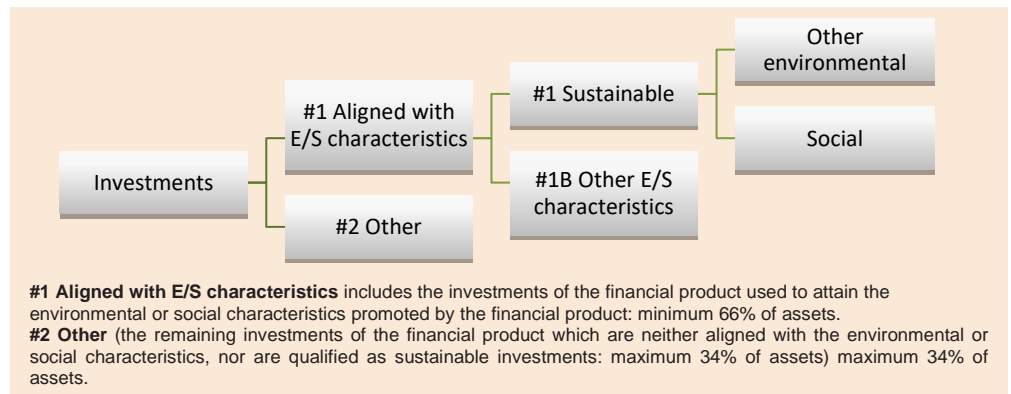 Other
environmental
#1 Sustainable
#1 Aligned with
E/S characteristics
Social
Investments
#1B Other E/S
characteristics
#2 Other
#1 Aligned with E/S characteristics includes the investments of the financial product used to attain the
environmental or social characteristics promoted by the financial product: minimum 66% of assets.
#2 Other (the remaining investments of the financial product which are neither aligned with the environmental or
social characteristics, nor are qualified as sustainable investments: maximum 34% of assets) maximum 34% of
assets.